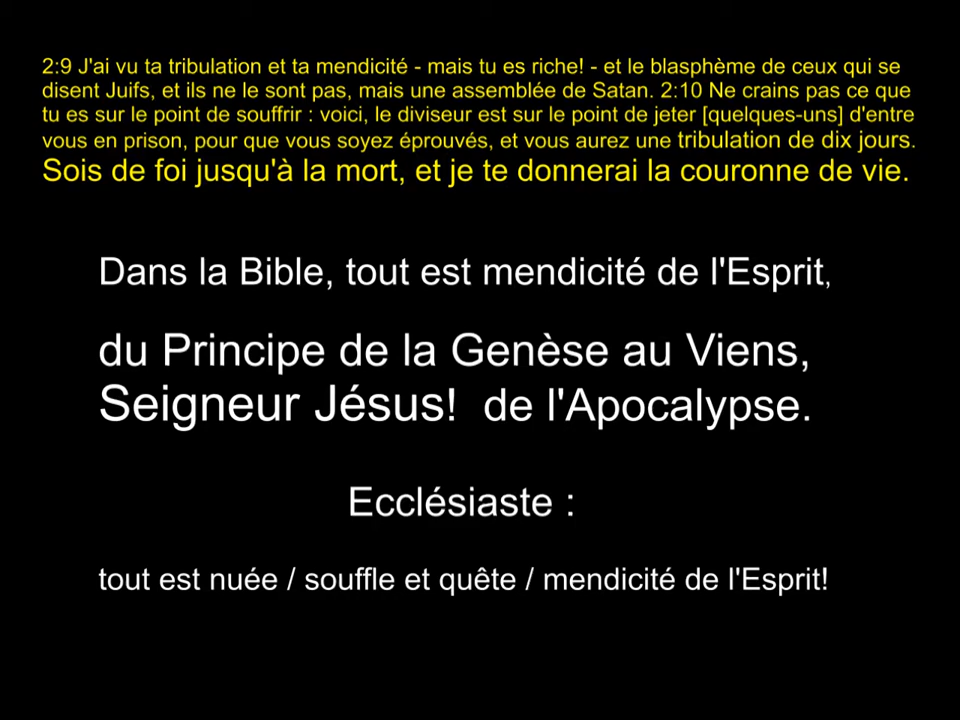 2:9 J'ai vu ta tribulation et ta mendicité - mais tu es riche! - et le blasphème de ceux qui se
disent Juifs, et ils ne le sont pas, mais une assemblée de Satan. 2:10 Ne crains pas ce que
tu es sur le point de souffrir : voici, le diviseur est sur le point de jeter [quelques-uns] d'entre
vous en prison, pour que vous soyez éprouvés, et vous aurez une tribulation de dix jours.
Sois de foi jusqu'à la mort, et je te donnerai la couronne de vie.
Dans la Bible, tout est mendicité de l'Esprit,
du Principe de la Genèse au Viens,
Seigneur Jésus! de l'Apocalypse.
Ecclésiaste :
tout est nuée / souffle et quête / mendicité de l'Esprit!